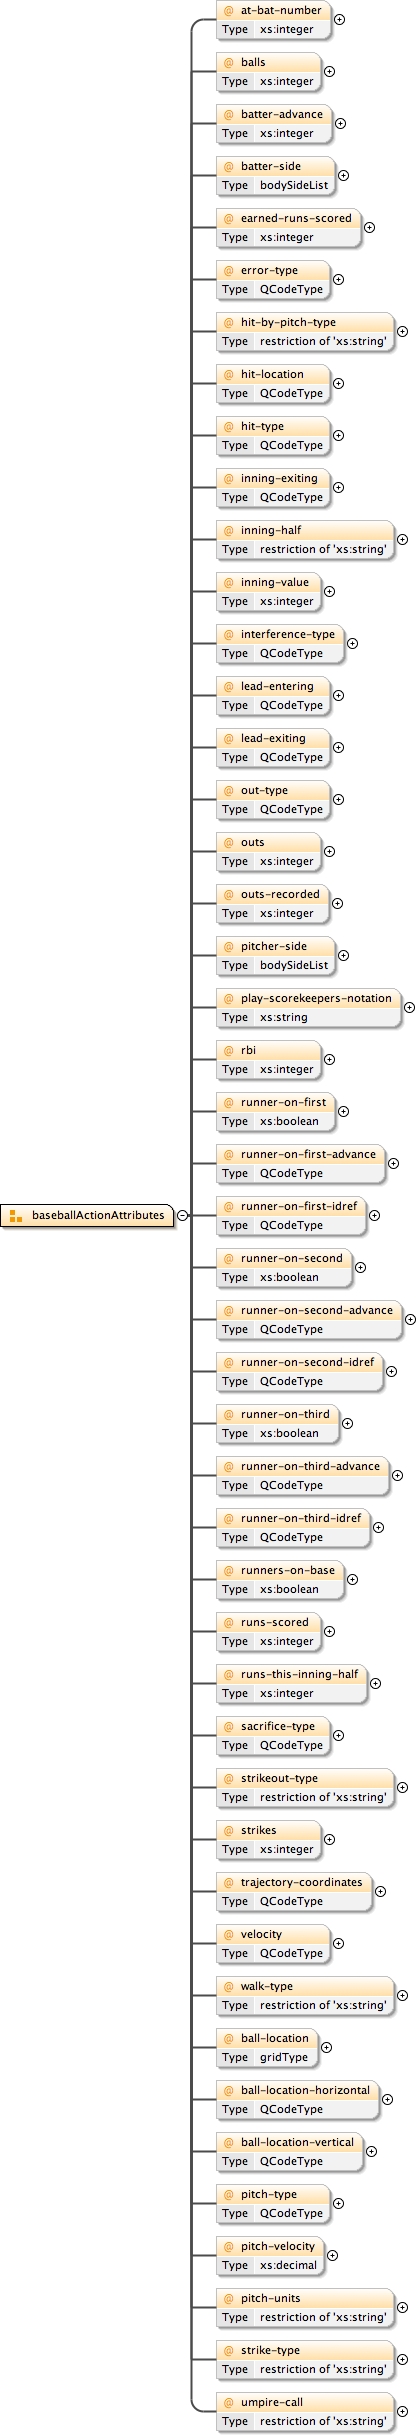 @ at-bat-number
Type xs:integer
@ balls
Type xs:integer
@ batter-advance
Type xs:integer
@ batter-side
Type bodySideList
@ earned-runs-scored
Type xs:integer
@ error-type
Type QCodeType
@ hit-by-pitch-type
Type restriction of 'xs:string'
@ hit-location
Type QCodeType
@ hit-type
Type QCodeType
@ inning-exiting
Type QCodeType
@ inning-half
Type restriction of 'xs:string'
@ inning-value
Type xs:integer
@ interference-type
Type QCodeType
@ lead-entering
Type QCodeType
@ lead-exiting
Type QCodeType
@ out-type
Type QCodeType
@ outs
Type xs:integer
@ outs-recorded
Type xs:integer
@ pitcher-side
Type bodySideList
@ play-scorekeepers-notation
Type xs:string
@ rbi
Type xs:integer
@ runner-on-first
Type xs:boolean
@ runner-on-first-advance
Type QCodeType
baseballActionAttributes
@ runner-on-first-idref
Type QCodeType
@ runner-on-second
Type xs:boolean
@ runner-on-second-advance
Type QCodeType
@ runner-on-second-idref
Type QCodeType
@ runner-on-third
Type xs:boolean
@ runner-on-third-advance
Type QCodeType
@ runner-on-third-idref
Type QCodeType
@ runners-on-base
Type xs:boolean
@ runs-scored
Type xs:integer
@ runs-this-inning-half
Type xs:integer
@ sacrifice-type
Type QCodeType
@ strikeout-type
Type restriction of 'xs:string'
@ strikes
Type xs:integer
@ trajectory-coordinates
Type QCodeType
@ velocity
Type QCodeType
@ walk-type
Type restriction of 'xs:string'
@ ball-location
Type gridType
@ ball-location-horizontal
Type QCodeType
@ ball-location-vertical
Type QCodeType
@ pitch-type
Type QCodeType
@ pitch-velocity
Type xs:decimal
@ pitch-units
Type restriction of 'xs:string'
@ strike-type
Type restriction of 'xs:string'
@ umpire-call
Type restriction of 'xs:string'